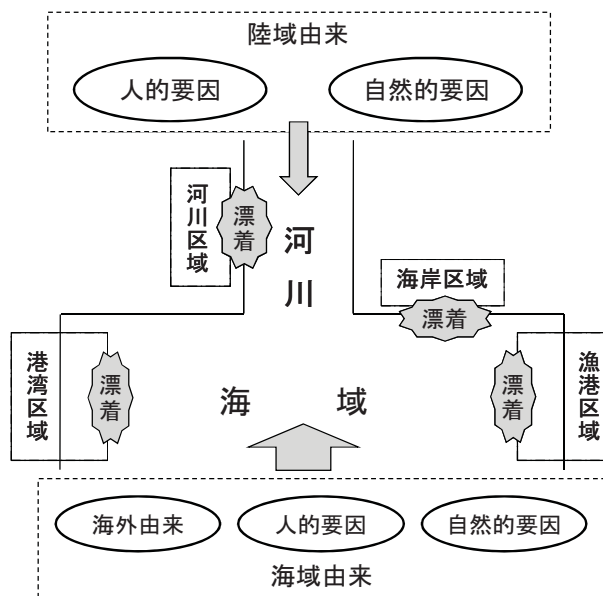 陸域由来
人的要因
自然的要因
河川区域
漂着
河川
海岸区域
漂着
港湾区域
漂着
海域
漂着
漁港区域
海外由来
人的要因
自然的要因
海域由来